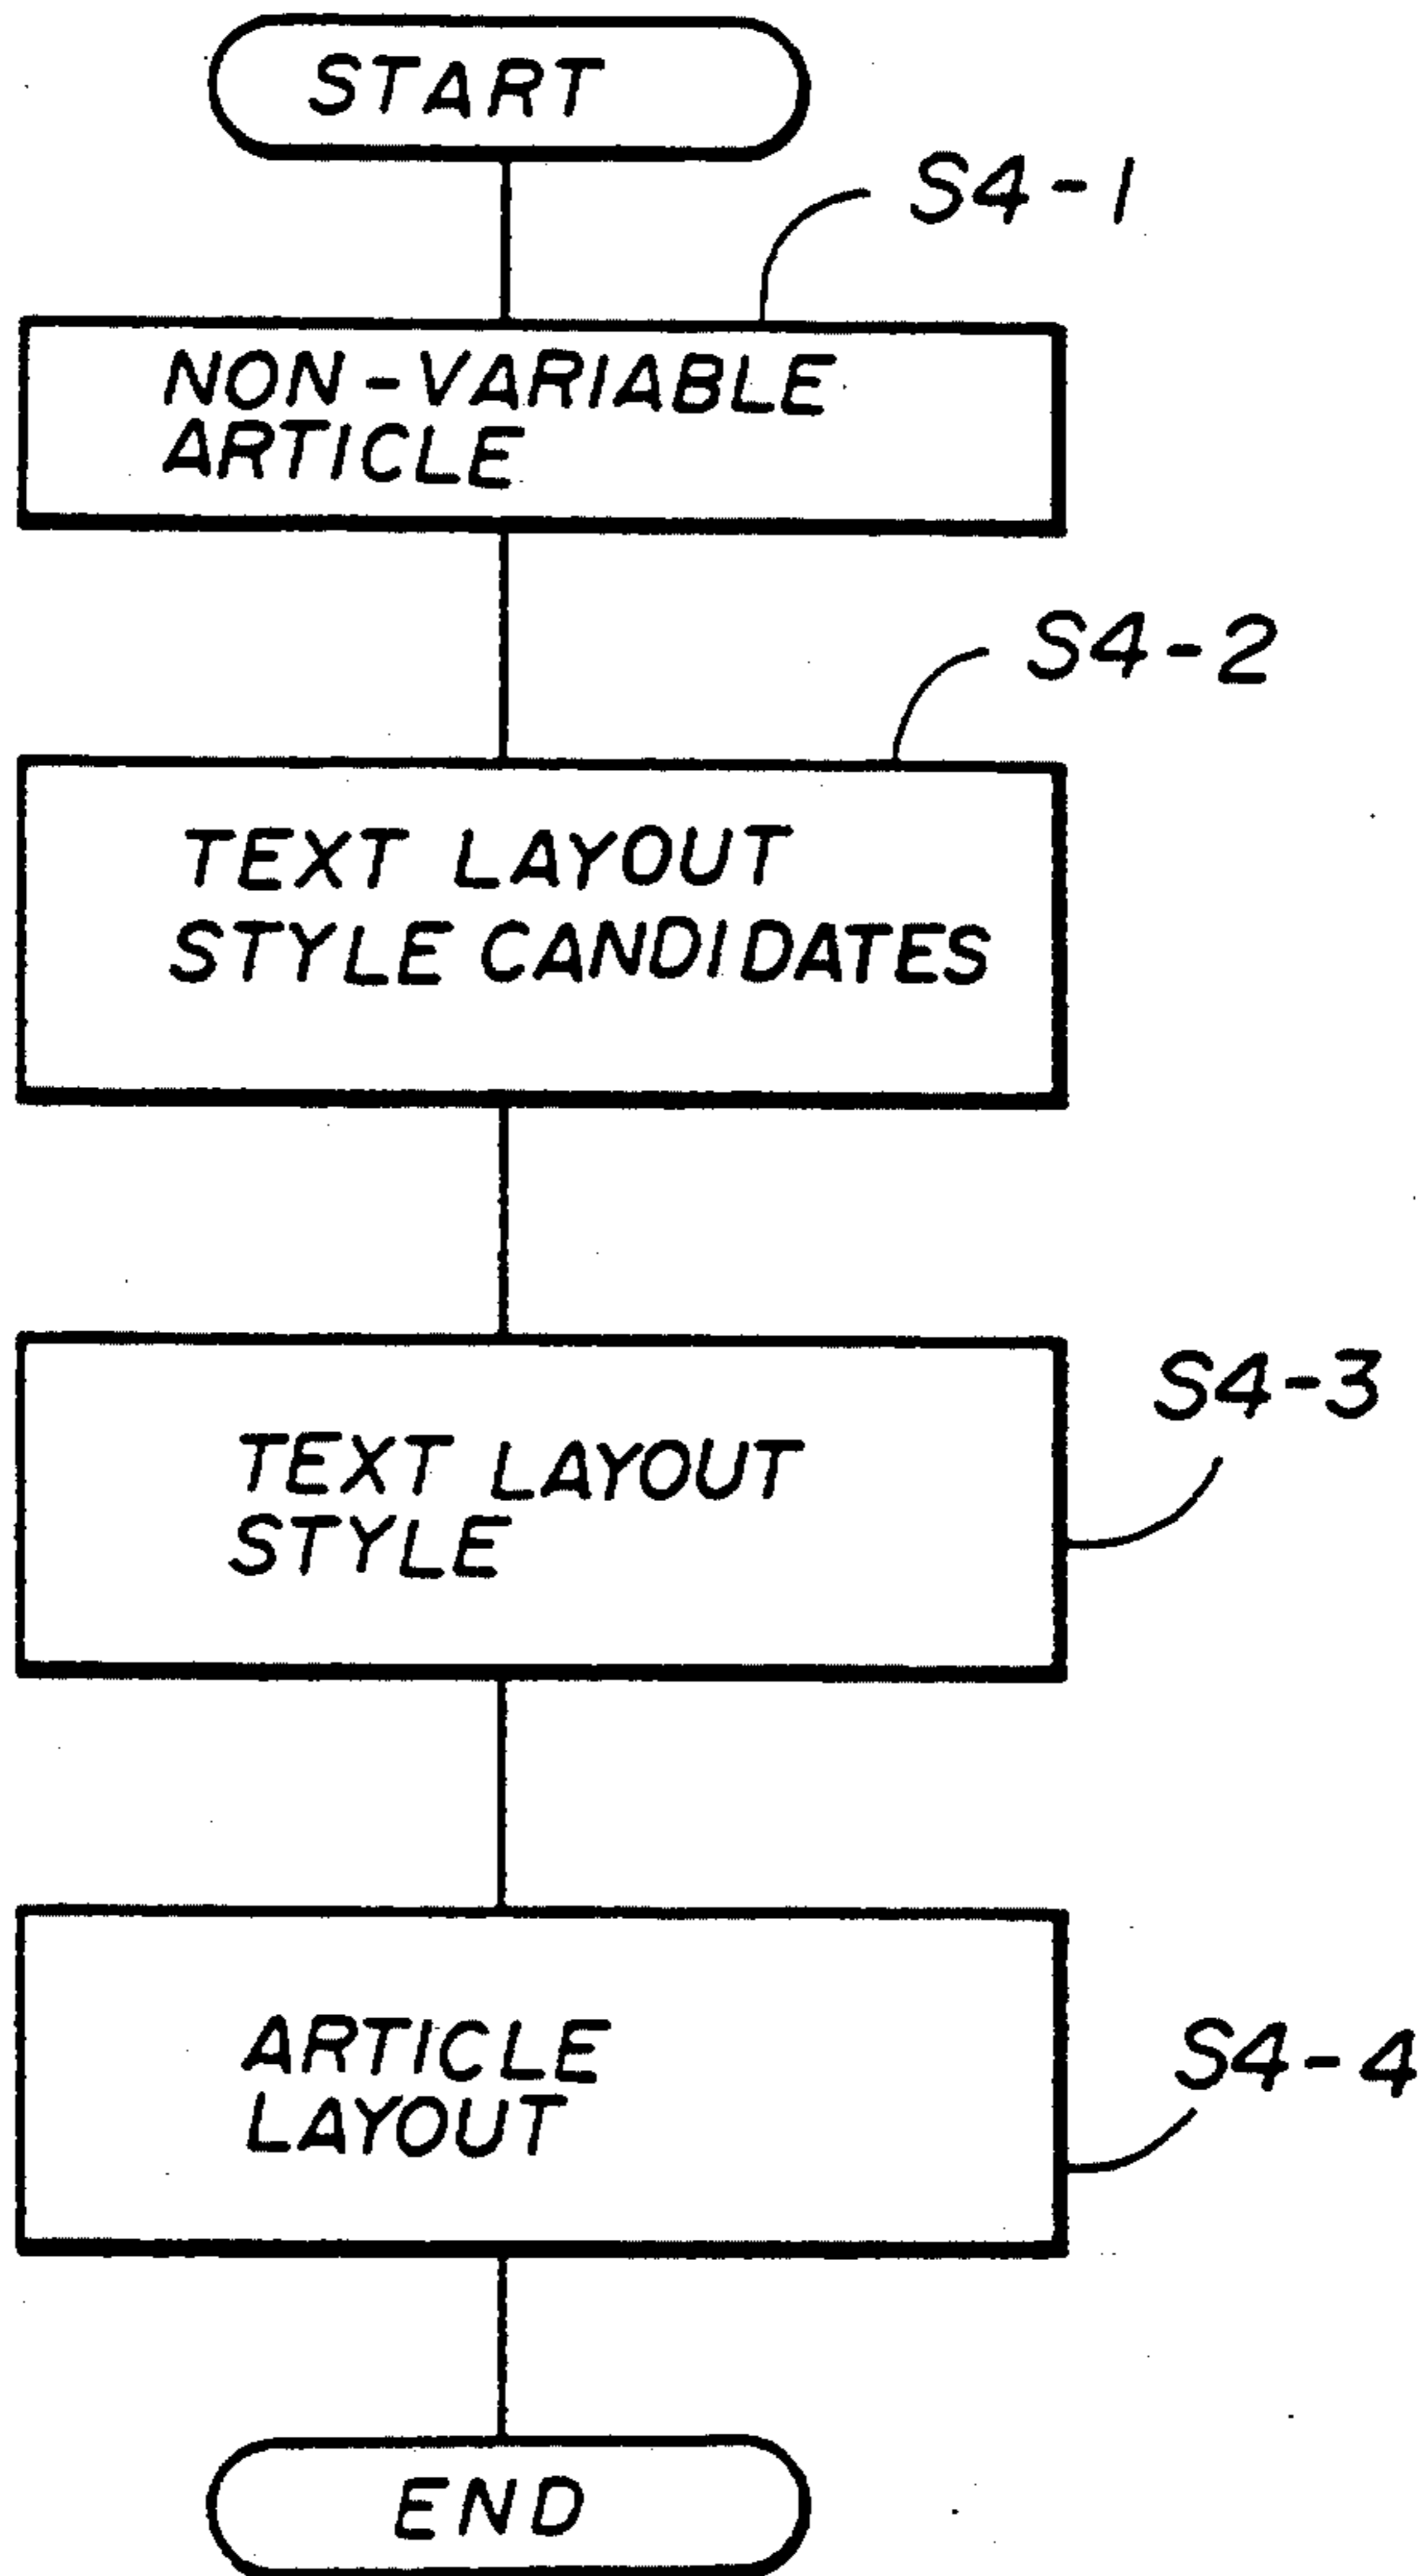 START
S4-1
NON-VARIABLE
ARTICLE
S4-2
TEXT LAYOUT
STYLE CANDIDATES
S4-3
TEXT LAYOUT
STYLE
ARTICLE
LAYOUT
S4-4
END